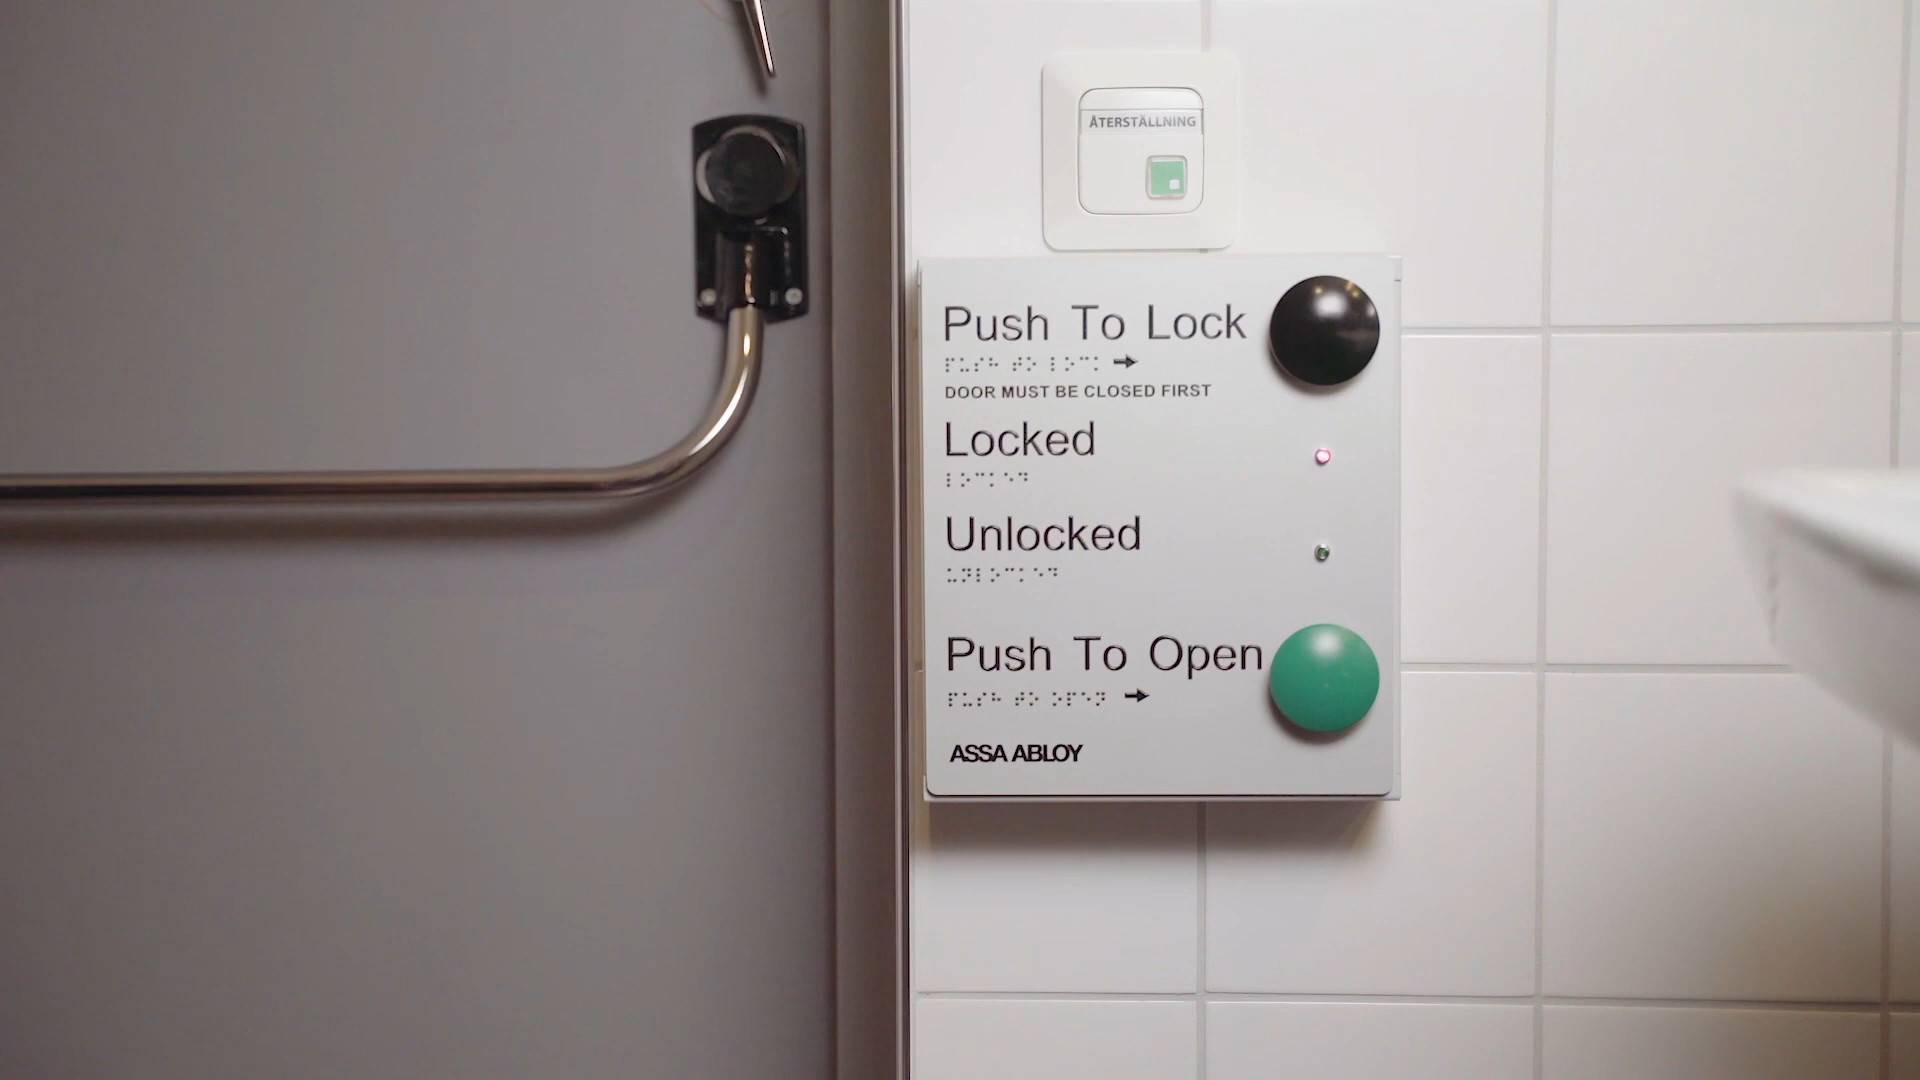 ÅTERSTÄLLNING
Push To Lock
⠏⠥⠎⠓ ⠞⠕ ⠇⠕⠉⠅ ➞
DOOR MUST BE CLOSED FIRST
Locked
⠇⠕⠉⠅⠑⠙
Unlocked
⠥⠝⠇⠕⠉⠅⠑⠙
Push To Open
⠏⠥⠎⠓ ⠞⠕ ⠕⠏⠑⠝ ➞
ASSA ABLOY